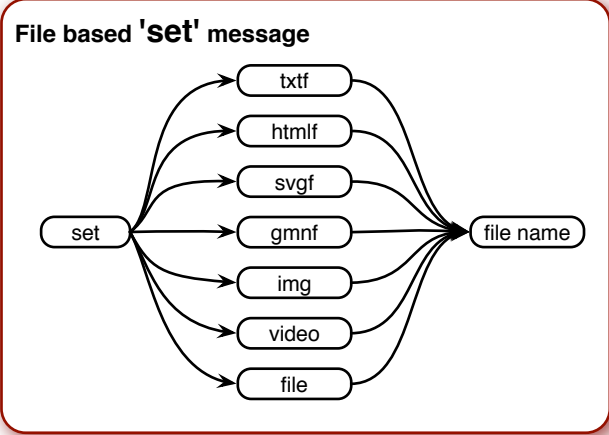 File based 'set' message
txtf
htmlf
svgf
set
gmnf
file name
img
video
file